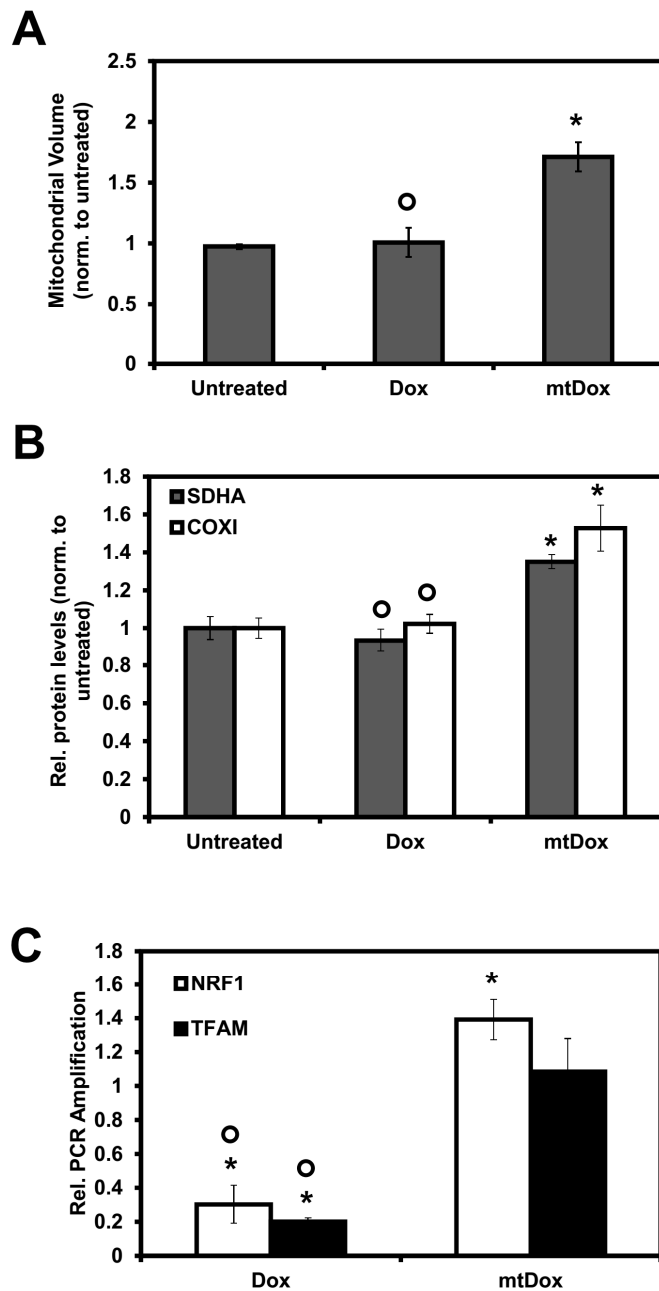 A
Mitochondrial Volume
(norm. to untreated)
2.5
2
1.5
1
0.5
0
*
Untreated
Dox
mtDox
B
Rel. protein levels (norm. to
untreated)
1.8
1.6
1.4
1.2
1
0.8
0.6
0.4
0.2
0
SDHA
COXI
*
*
Untreated
Dox
mtDox
C
Rel. PCR Amplification
1.8
1.6
1.4
1.2
1
0.8
0.6
0.4
0.2
0
NRF1
TFAM
*
*
*
Dox
mtDox